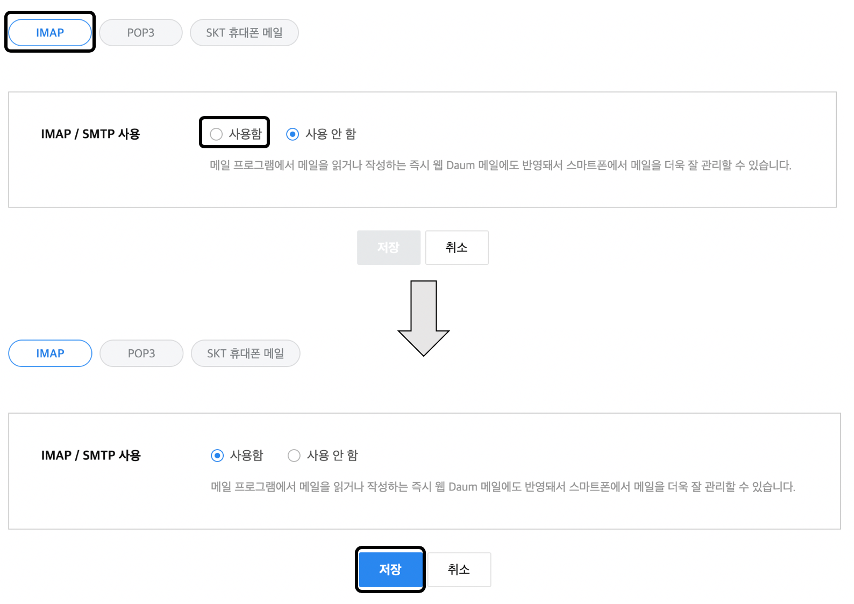 IMAP POP3 SKT 휴대폰 메일
IMAP / SMTP 사용 사용함 사용 안 함
메일 프로그램에서 메일을 읽거나 작성하는 즉시 웹 Daum 메일에도 반영돼서 스마트폰에서 메일을 더욱 잘 관리할 수 있습니다.
저장 취소
IMAP POP3 SKT 휴대폰 메일
IMAP / SMTP 사용 사용함 사용 안 함
메일 프로그램에서 메일을 읽거나 작성하는 즉시 웹 Daum 메일에도 반영돼서 스마트폰에서 메일을 더욱 잘 관리할 수 있습니다.
저장 취소